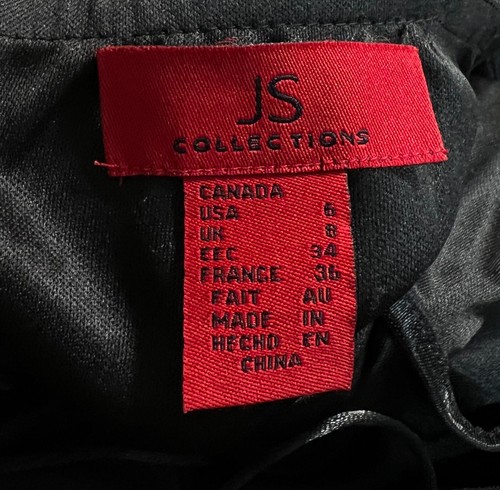 JS
COLLECTIONS
CANADA
USA 6
UK 8
EEC 34
FRANCE 36
FAIT AU
MADE IN
HECHO EN
CHINA